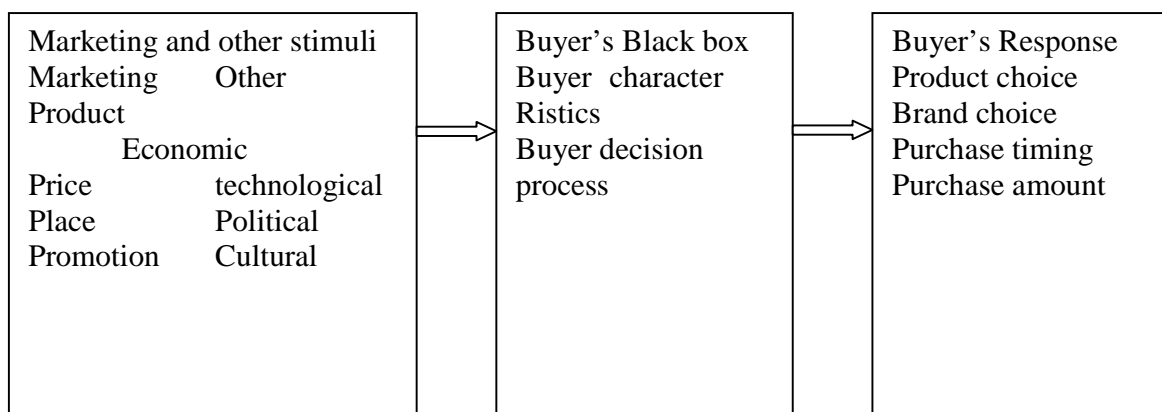 Marketing and other stimuli
Marketing Other
Product
Economic
Price technological
Place Political
Promotion Cultural
Buyer’s Black box
Buyer character
Ristics
Buyer decision
process
Buyer’s Response
Product choice
Brand choice
Purchase timing
Purchase amount